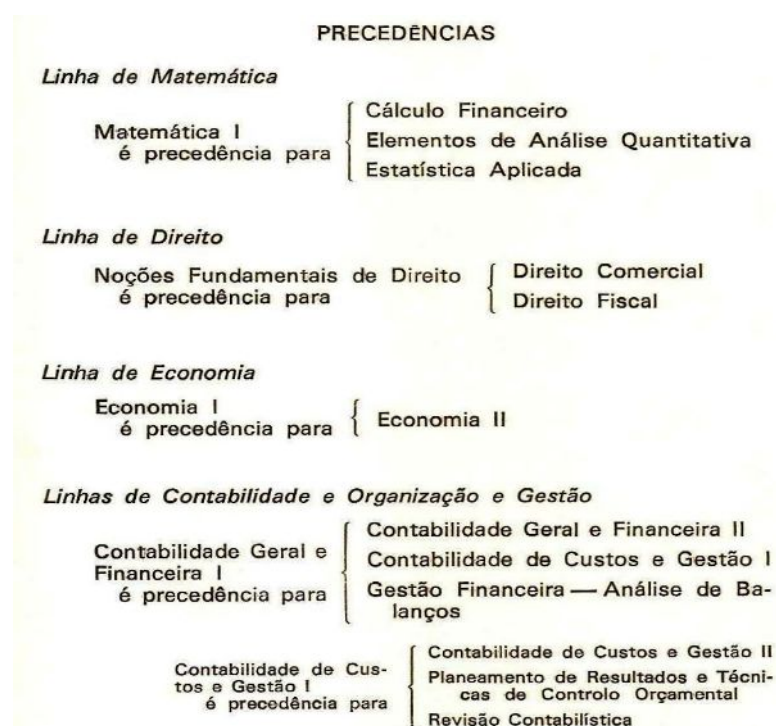 PRECEDÊNCIAS
Linha de Matemática
Matemática I
é precedência para
Cálculo Financeiro
Elementos de Análise Quantitativa
Estatística Aplicada
Linha de Direito
Noções Fundamentais de Direito
é precedência para
Direito Comercial
Direito Fiscal
Linha de Economia
Economia I
é precedência para
Economia II
Linhas de Contabilidade e Organização e Gestão
Contabilidade Geral e
Financeira I
é precedência para
Contabilidade Geral e Financeira II
Contabilidade de Custos e Gestão I
Gestão Financeira — Análise de Ba-
lanços
Contabilidade de Cus-
tos e Gestão I
é precedência para
Contabilidade de Custos e Gestão II
Planeamento de Resultados e Técni-
cas de Controlo Orçamental
Revisão Contabilística